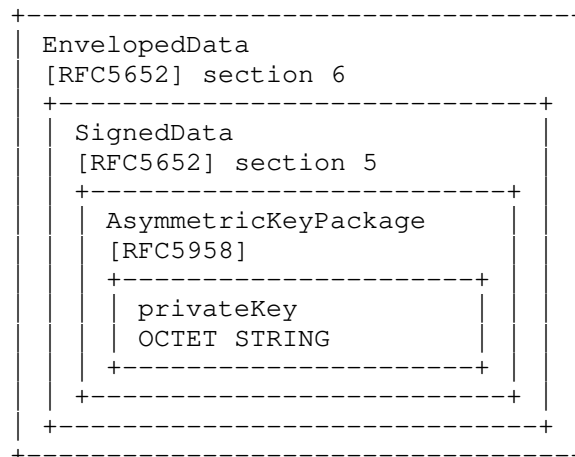 EnvelopedData
[RFC5652] section 6
SignedData
[RFC5652] section 5
AsymmetricKeyPackage
[RFC5958]
privateKey
OCTET STRING